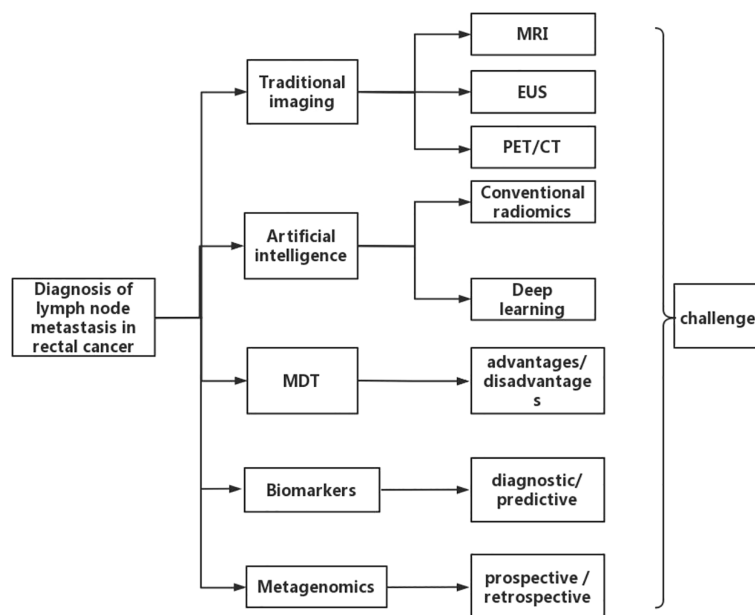 MRI
Traditional
imaging
EUS
PET/CT
Conventional
radiomics
Artificial
intelligence
Deep
learning
Diagnosis of
lymph node
metastasis in
rectal cancer
challenge
MDT
advantages/
disadvantage
s
Biomarkers
diagnostic/
predictive
Metagenomics
prospective /
retrospective